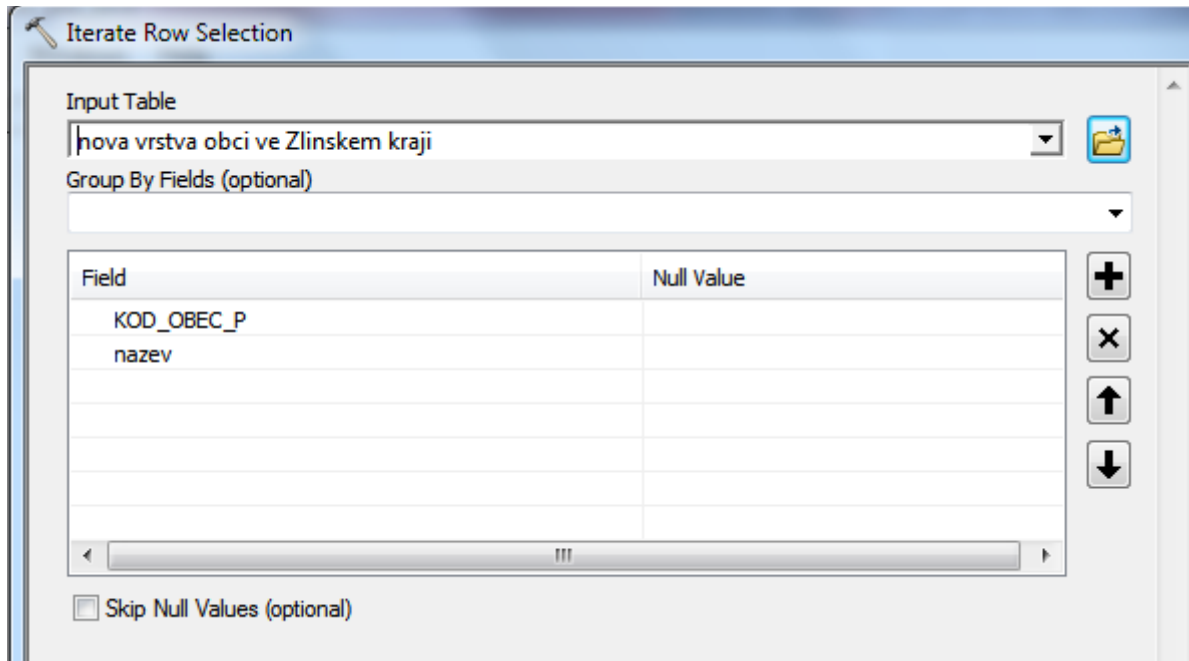 Iterate Row Selection
Input Table
nova vrstva obci ve Zlinskem kraji
Group By Fields (optional)
Field Null Value
KOD_OBEC_P
nazev
Skip Null Values (optional)